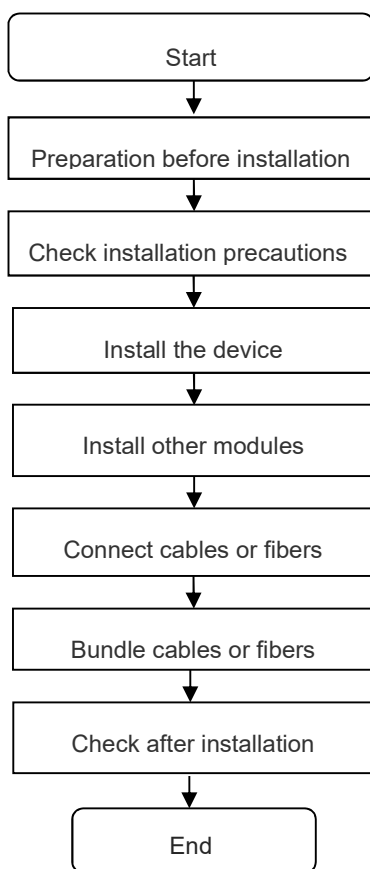 Start
Preparation before installation
Check installation precautions
Install the device
Install other modules
Connect cables or fibers
Bundle cables or fibers
Check after installation
End